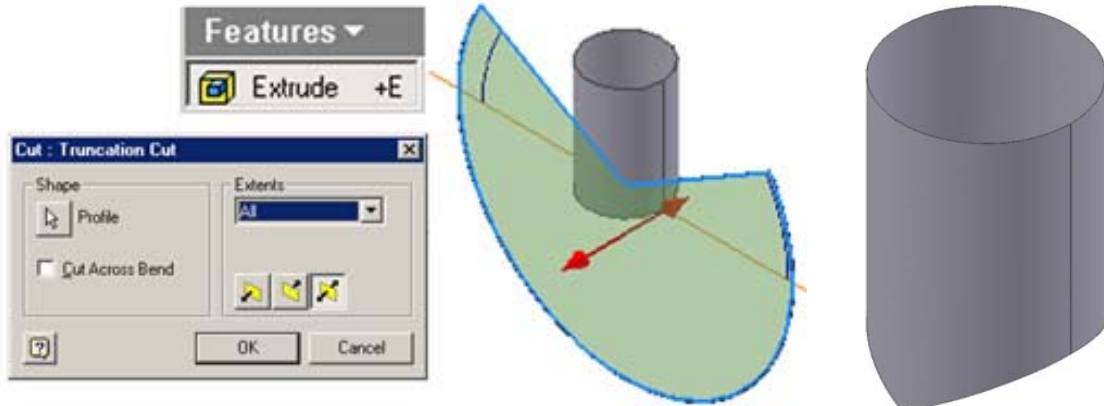 Features
Extrude +E
Cut : Truncation Cut
Shape
Profile
Cut Across Bend
Extents
All
OK
Cancel